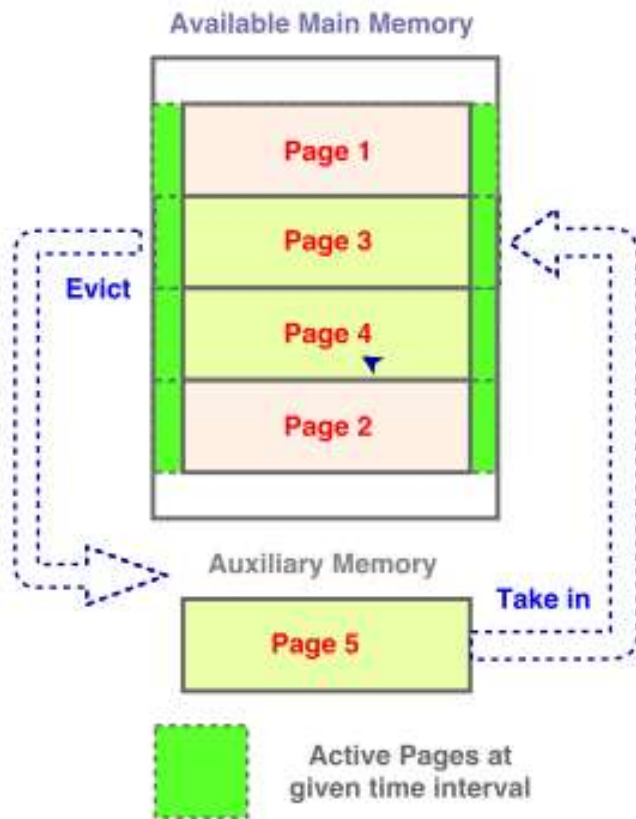 Available Main Memory
Page 1
Page 3
Evict
Page 4
Page 2
Auxiliary Memory
Take in
Page 5
Active Pages at
given time interval